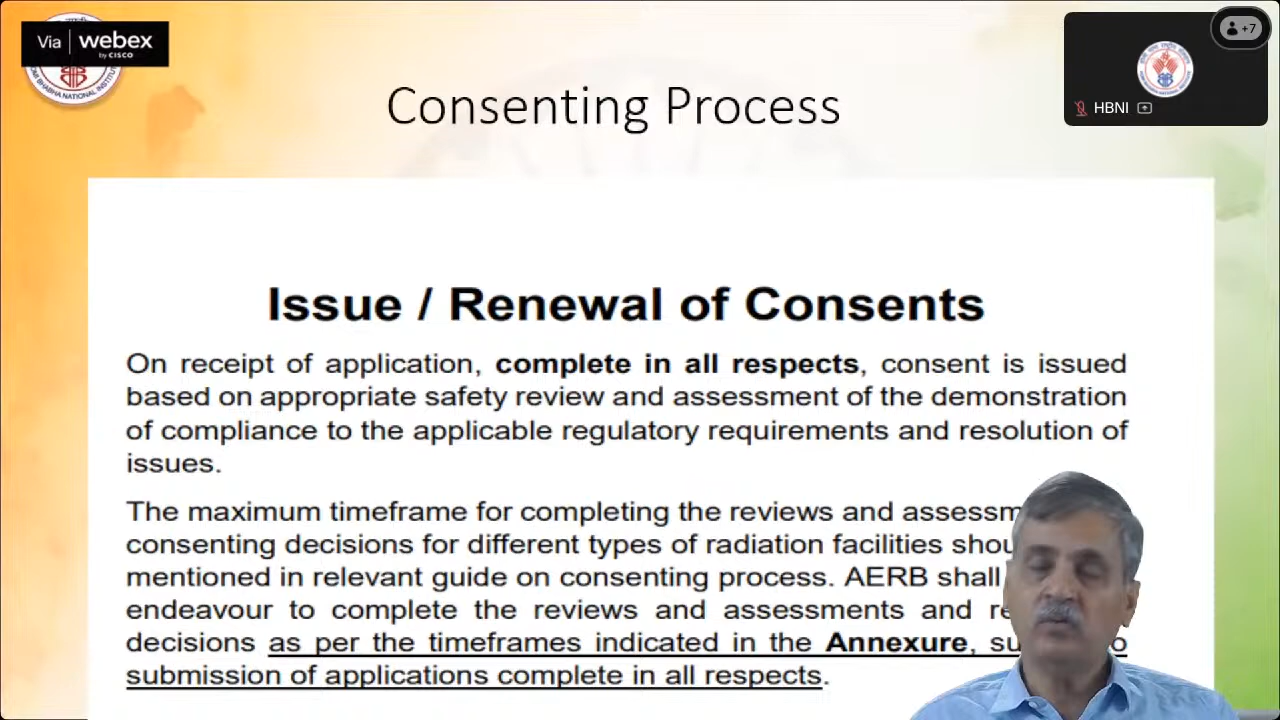 Via webex
by CISCO
BHABHA NATIONAL
+7
HBNI
Consenting Process
Issue / Renewal of Consents
On receipt of application, complete in all respects, consent is issued
based on appropriate safety review and assessment of the demonstration
of compliance to the applicable regulatory requirements and resolution of
issues.
The maximum timeframe for completing the reviews and
consenting decisions for different types of radiation facilities
mentioned in relevant guide on consenting process. AERB shall
endeavour to complete the reviews and assessments and
decisions as per the timeframes indicated in the Annexure,
submission of applications complete in all respects.